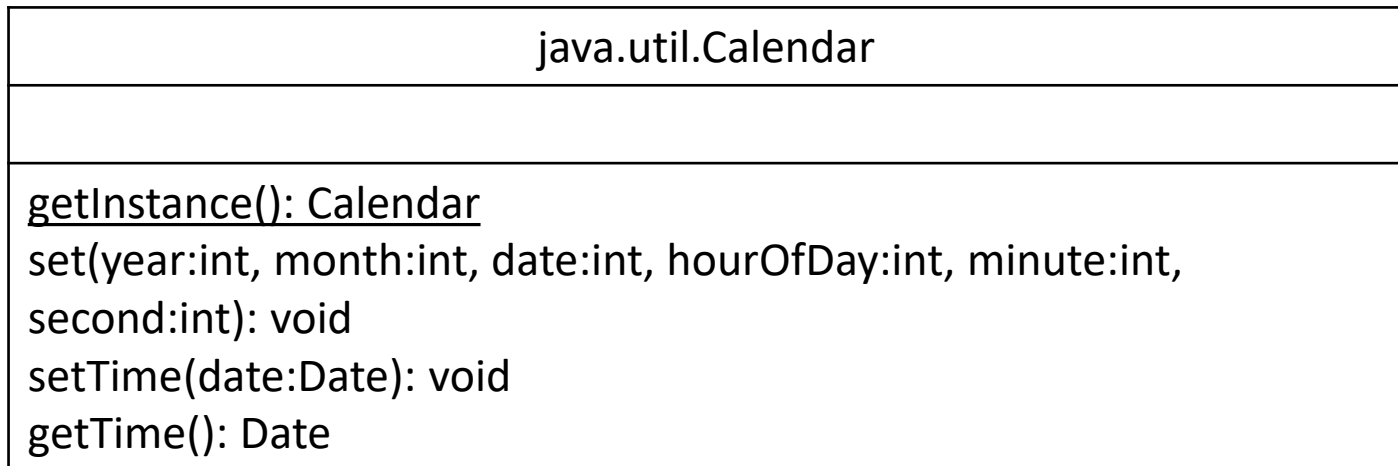 java.util.Calendar
getInstance(): Calendar
set(year:int, month:int, date:int, hourOfDay:int, minute:int,
second:int): void
setTime(date:Date): void
getTime(): Date